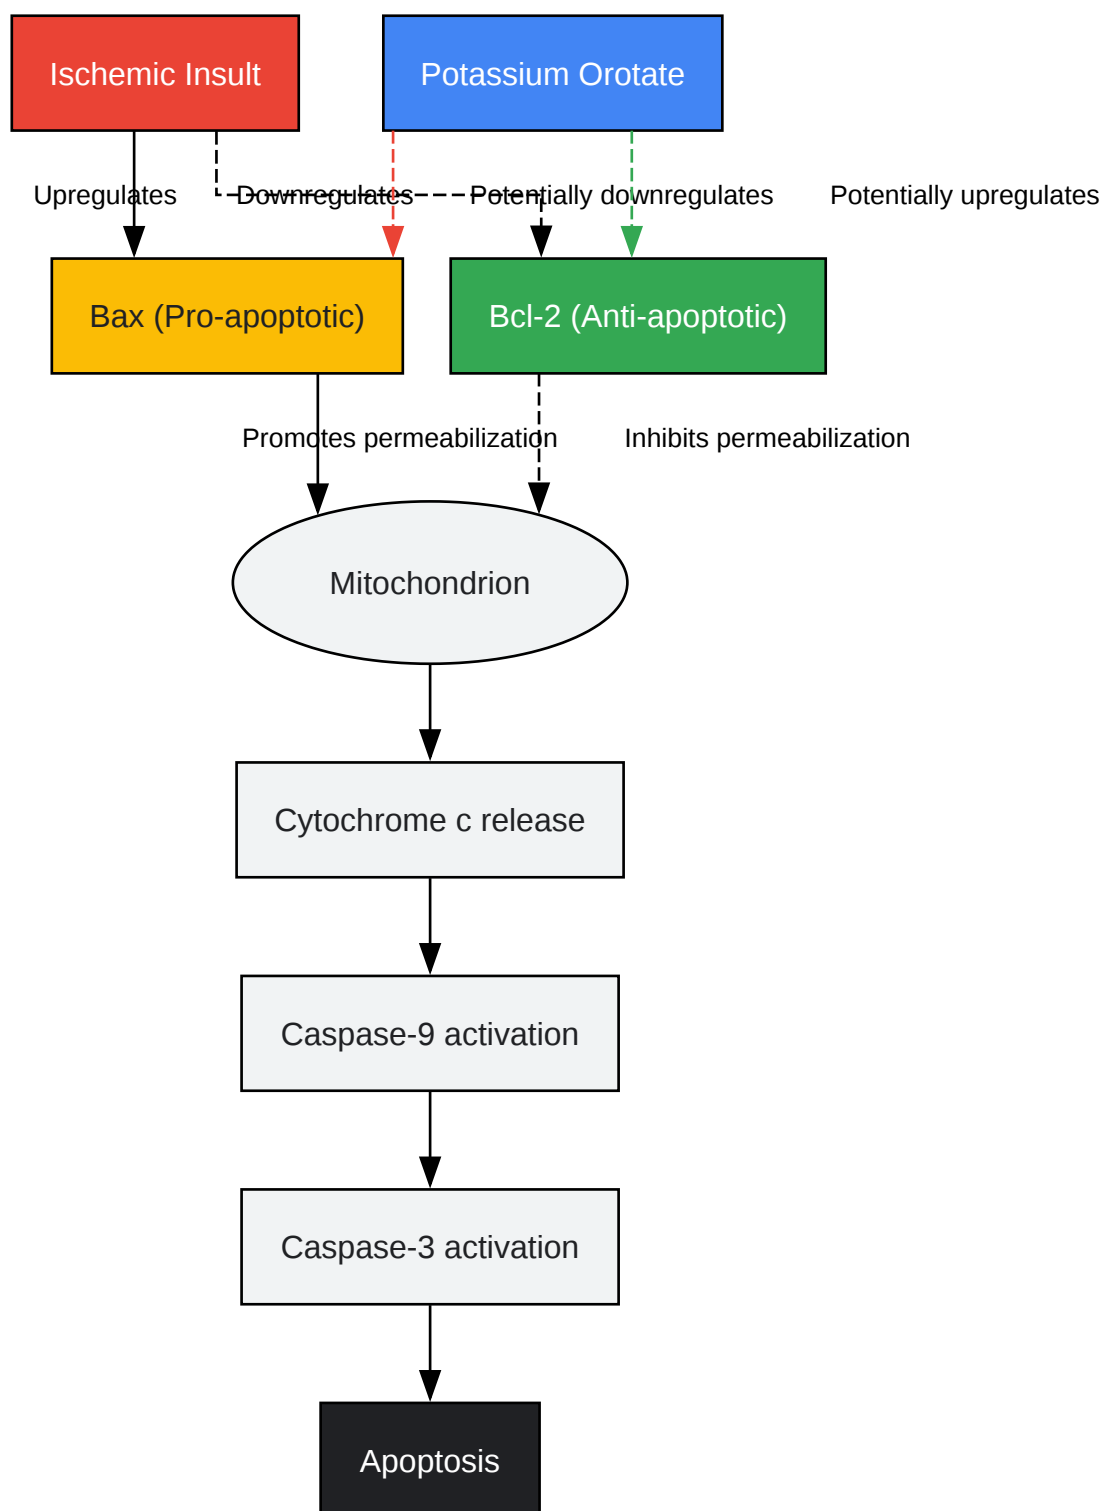 Ischemic Insult
Potassium Orotate
Upregulates
Downregulates
Potentially downregulates
Potentially upregulates
Bax (Pro-apoptotic)
Bcl-2 (Anti-apoptotic)
Promotes permeabilization
Inhibits permeabilization
Mitochondrion
Cytochrome c release
Caspase-9 activation
Caspase-3 activation
Apoptosis